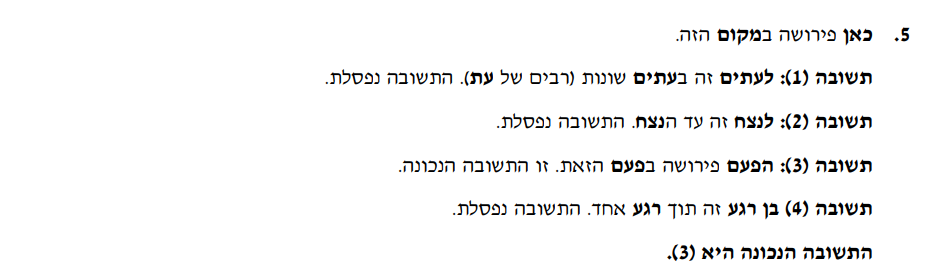 5. כאן פירושה במקום הזה.
תשובה (1): לעתים זה בעתים שונות (רבים של עת). התשובה נפסלת.
תשובה (2): לנצח זה עד הנצח. התשובה נפסלת.
תשובה (3): הפעם פירושה בפעם הזאת. זו התשובה הנכונה.
תשובה (4) בן רגע זה תוך רגע אחד. התשובה נפסלת.
התשובה הנכונה היא (3).